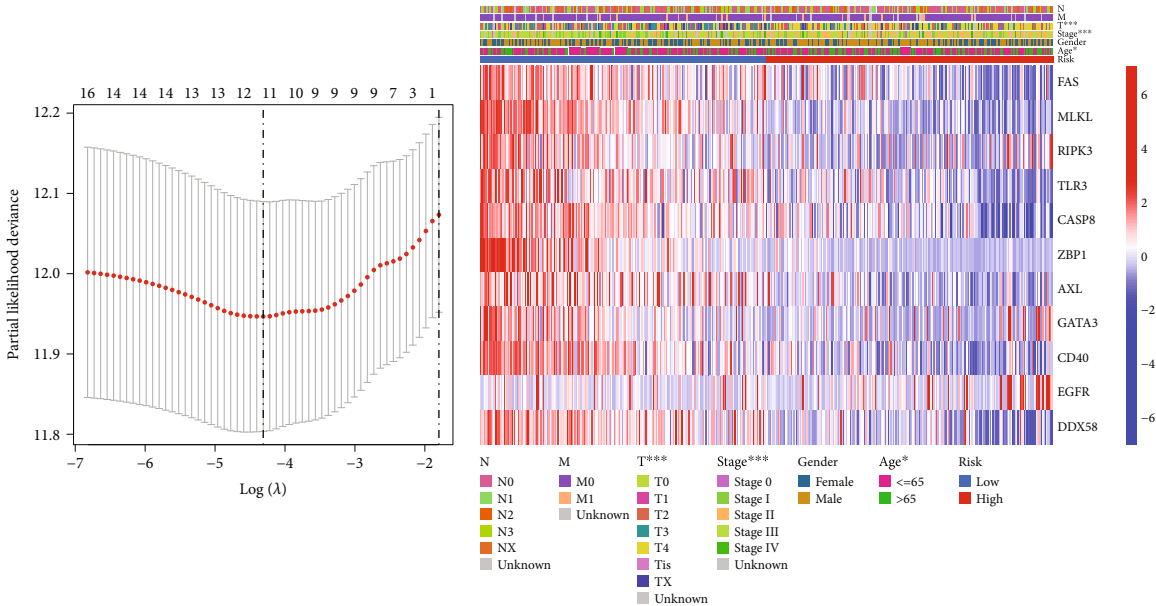 16 14 14 14 13 13 12 11 10 9 9 9 9 7 3 1
12.2
12.1
12.0
11.9
11.8
Partial likelihood deviance
−7 −6 −5 −4 −3 −2
Log (λ)
N
M
T***
Stage***
Gender
Age*
Risk
FAS
MLKL
RIPK3
TLR3
CASP8
ZBP1
AXL
GATA3
CD40
EGFR
DDX58
6
4
2
0
−2
−4
−6
N
N0
N1
N2
N3
NX
Unknown
M
M0
M1
Unknown
T***
T0
T1
T2
T3
T4
Tis
TX
Unknown
Stage***
Stage 0
Stage I
Stage II
Stage III
Stage IV
Unknown
Gender
Female
Male
Age*
<=65
>65
Risk
Low
High